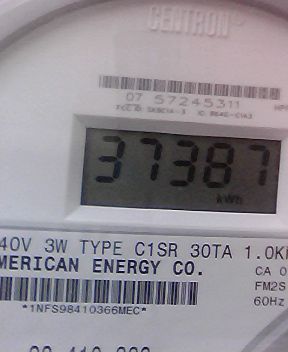 CENTRON
07 57245311
37387
kWh
40V 3W TYPE C1SR 30TA 1.0K
MERICAN ENERGY CO.
CA 0
FM2S
60Hz
*1NFS98410366MEC*